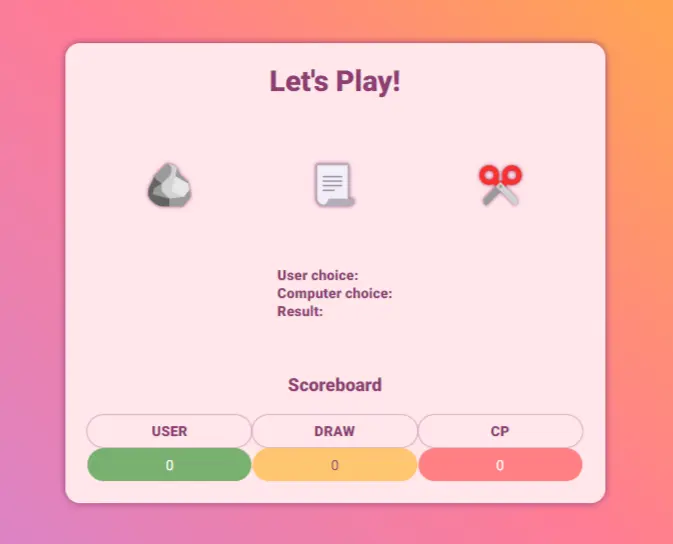 Let's Play!
User choice:
Computer choice:
Result:
Scoreboard
USER DRAW CP
0 0 0